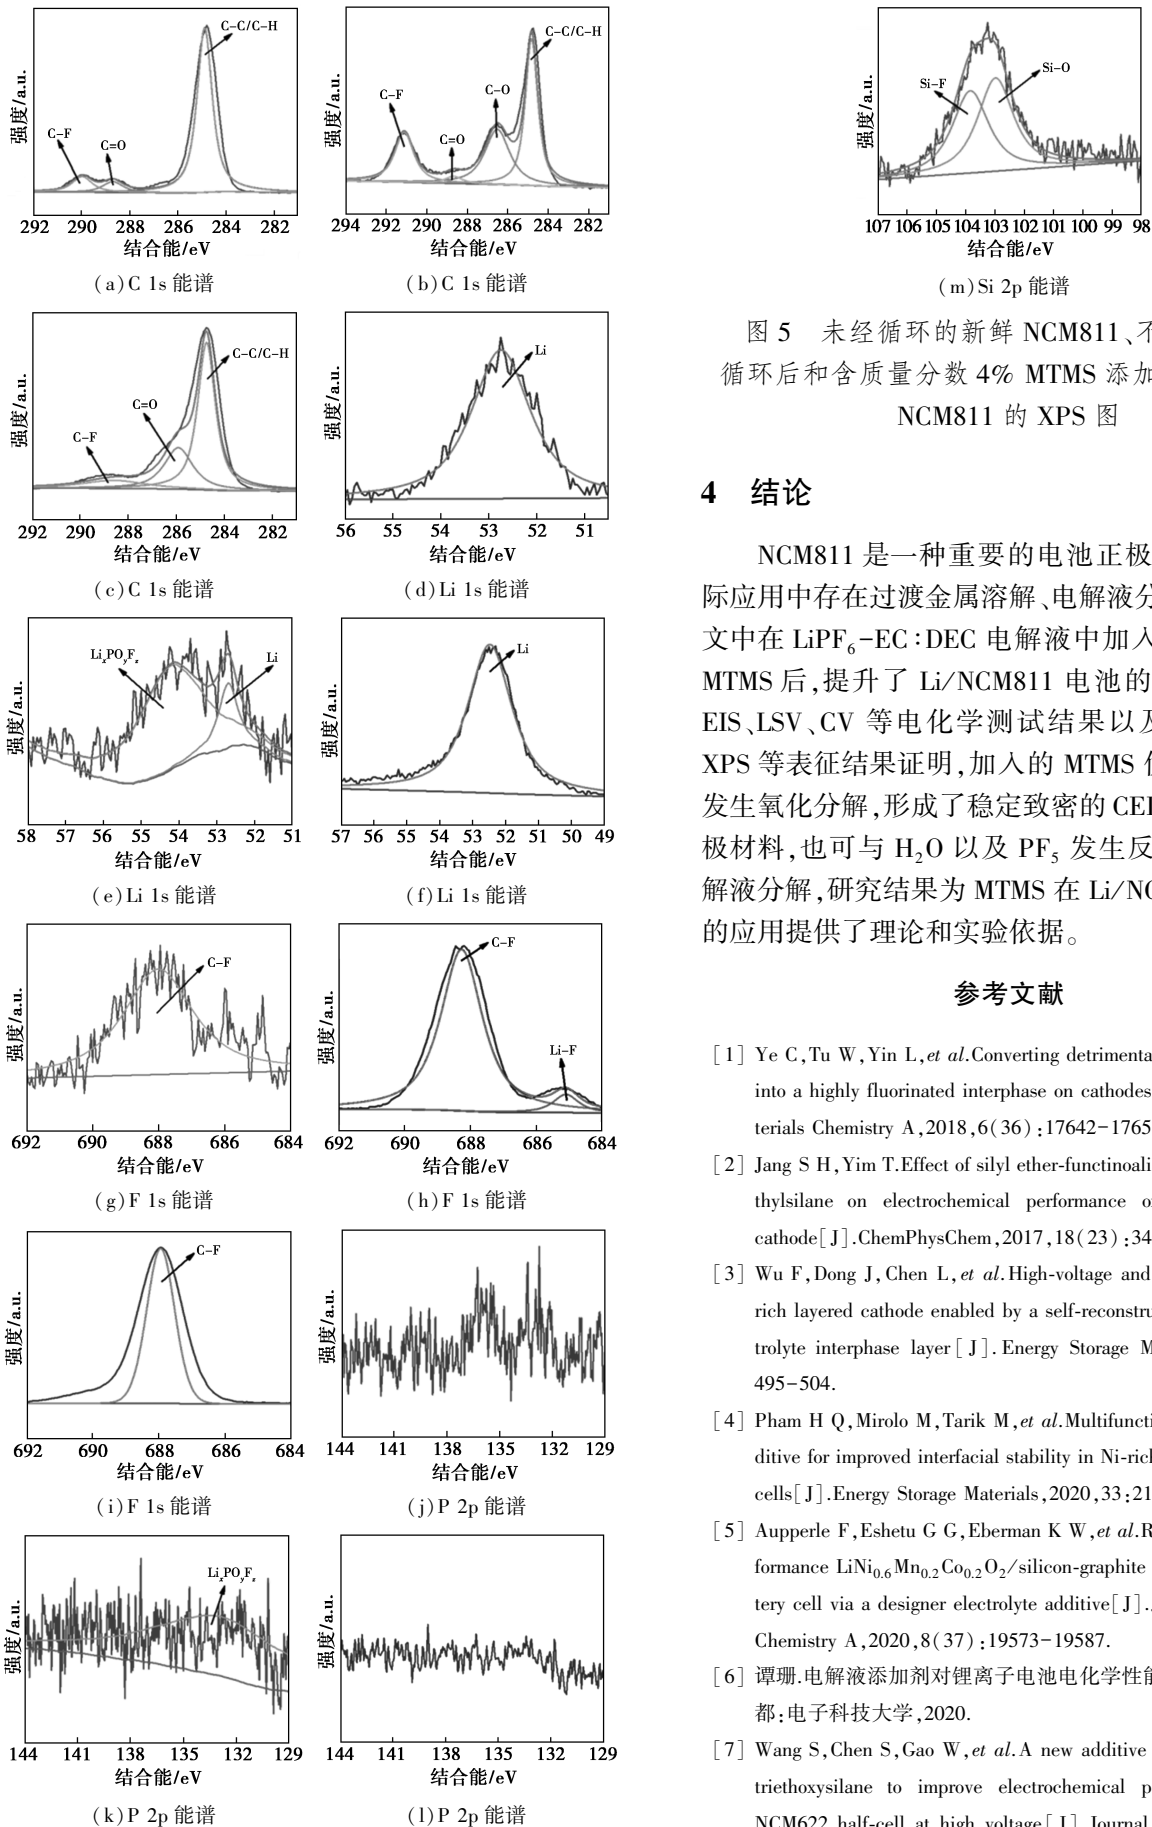 强度/a.u.
C-C/C-H
C-F
C=O
292 290 288 286 284 282
结合能/eV
(a)C 1s 能谱
强度/a.u.
C-C/C-H
C-F
C-O
C=O
294 292 290 288 286 284 282
结合能/eV
(b)C 1s 能谱
强度/a.u.
C-C/C-H
C=O
C-F
292 290 288 286 284 282
结合能/eV
(c)C 1s 能谱
强度/a.u.
Li
56 55 54 53 52 51
结合能/eV
(d)Li 1s 能谱
强度/a.u.
LixPOyFz
Li
58 57 56 55 54 53 52 51
结合能/eV
(e)Li 1s 能谱
强度/a.u.
Li
57 56 55 54 53 52 51 50 49
结合能/eV
(f)Li 1s 能谱
强度/a.u.
C-F
692 690 688 686 684
结合能/eV
(g)F 1s 能谱
强度/a.u.
C-F
Li-F
692 690 688 686 684
结合能/eV
(h)F 1s 能谱
强度/a.u.
C-F
692 690 688 686 684
结合能/eV
(i)F 1s 能谱
强度/a.u.
144 141 138 135 132 129
结合能/eV
(j)P 2p 能谱
强度/a.u.
LixPOyFz
144 141 138 135 132 129
结合能/eV
(k)P 2p 能谱
强度/a.u.
144 141 138 135 132 129
结合能/eV
(l)P 2p 能谱
强度/a.u.
Si-F
Si-O
107 106 105 104 103 102 101 100 99 98
结合能/eV
(m)Si 2p 能谱
图 5 未经循环的新鲜 NCM811、不
循环后和含质量分数 4% MTMS 添加
NCM811 的 XPS 图
4 结论
NCM811 是一种重要的电池正极
际应用中存在过渡金属溶解、电解液分
文中在 LiPF₆-EC:DEC 电解液中加入
MTMS 后,提升了 Li/NCM811 电池的
EIS、LSV、CV 等电化学测试结果以及
XPS 等表征结果证明,加入的 MTMS
发生氧化分解,形成了稳定致密的 CEI
极材料,也可与 H₂O 以及 PF₅ 发生反
解液分解,研究结果为 MTMS 在 Li/NC
的应用提供了理论和实验依据。
参考文献
[1] Ye C,Tu W,Yin L,et al.Converting detrimenta
into a highly fluorinated interphase on cathodes
terials Chemistry A,2018,6(36):17642-1765
[2] Jang S H,Yim T.Effect of silyl ether-functinoali
thylsilane on electrochemical performance o
cathode[J].ChemPhysChem,2017,18(23):34
[3] Wu F,Dong J,Chen L,et al.High-voltage and
rich layered cathode enabled by a self-reconstru
trolyte interphase layer[J].Energy Storage M
495-504.
[4] Pham H Q,Mirolo M,Tarik M,et al.Multifuncti
ditive for improved interfacial stability in Ni-rich
cells[J].Energy Storage Materials,2020,33:21
[5] Aupperle F,Eshetu G G,Eberman K W,et al.R
formance LiNi₀.₆Mn₀.₂Co₀.₂O₂/silicon-graphite
tery cell via a designer electrolyte additive[J].
Chemistry A,2020,8(37):19573-19587.
[6] 谭珊.电解液添加剂对锂离子电池电化学性能
都:电子科技大学,2020.
[7] Wang S,Chen S,Gao W,et al.A new additive
triethoxysilane to improve electrochemical p
NCM622 half-cell at high voltage[J] Journal